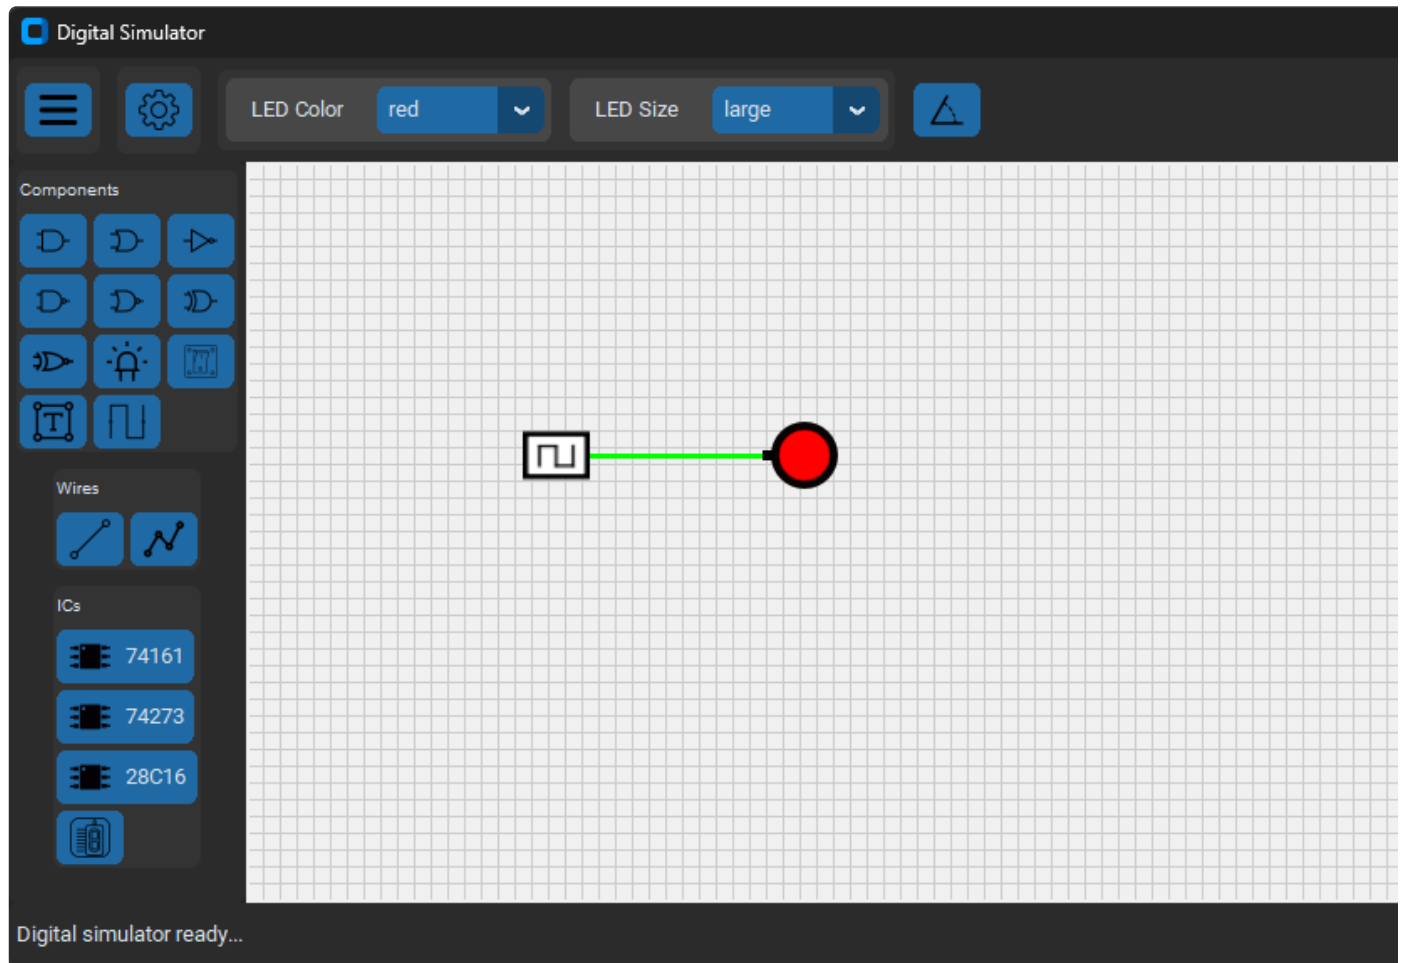 Digital Simulator
LED Color red
LED Size large
Components
T
Wires
ICs
74161
74273
28C16
Digital simulator ready...